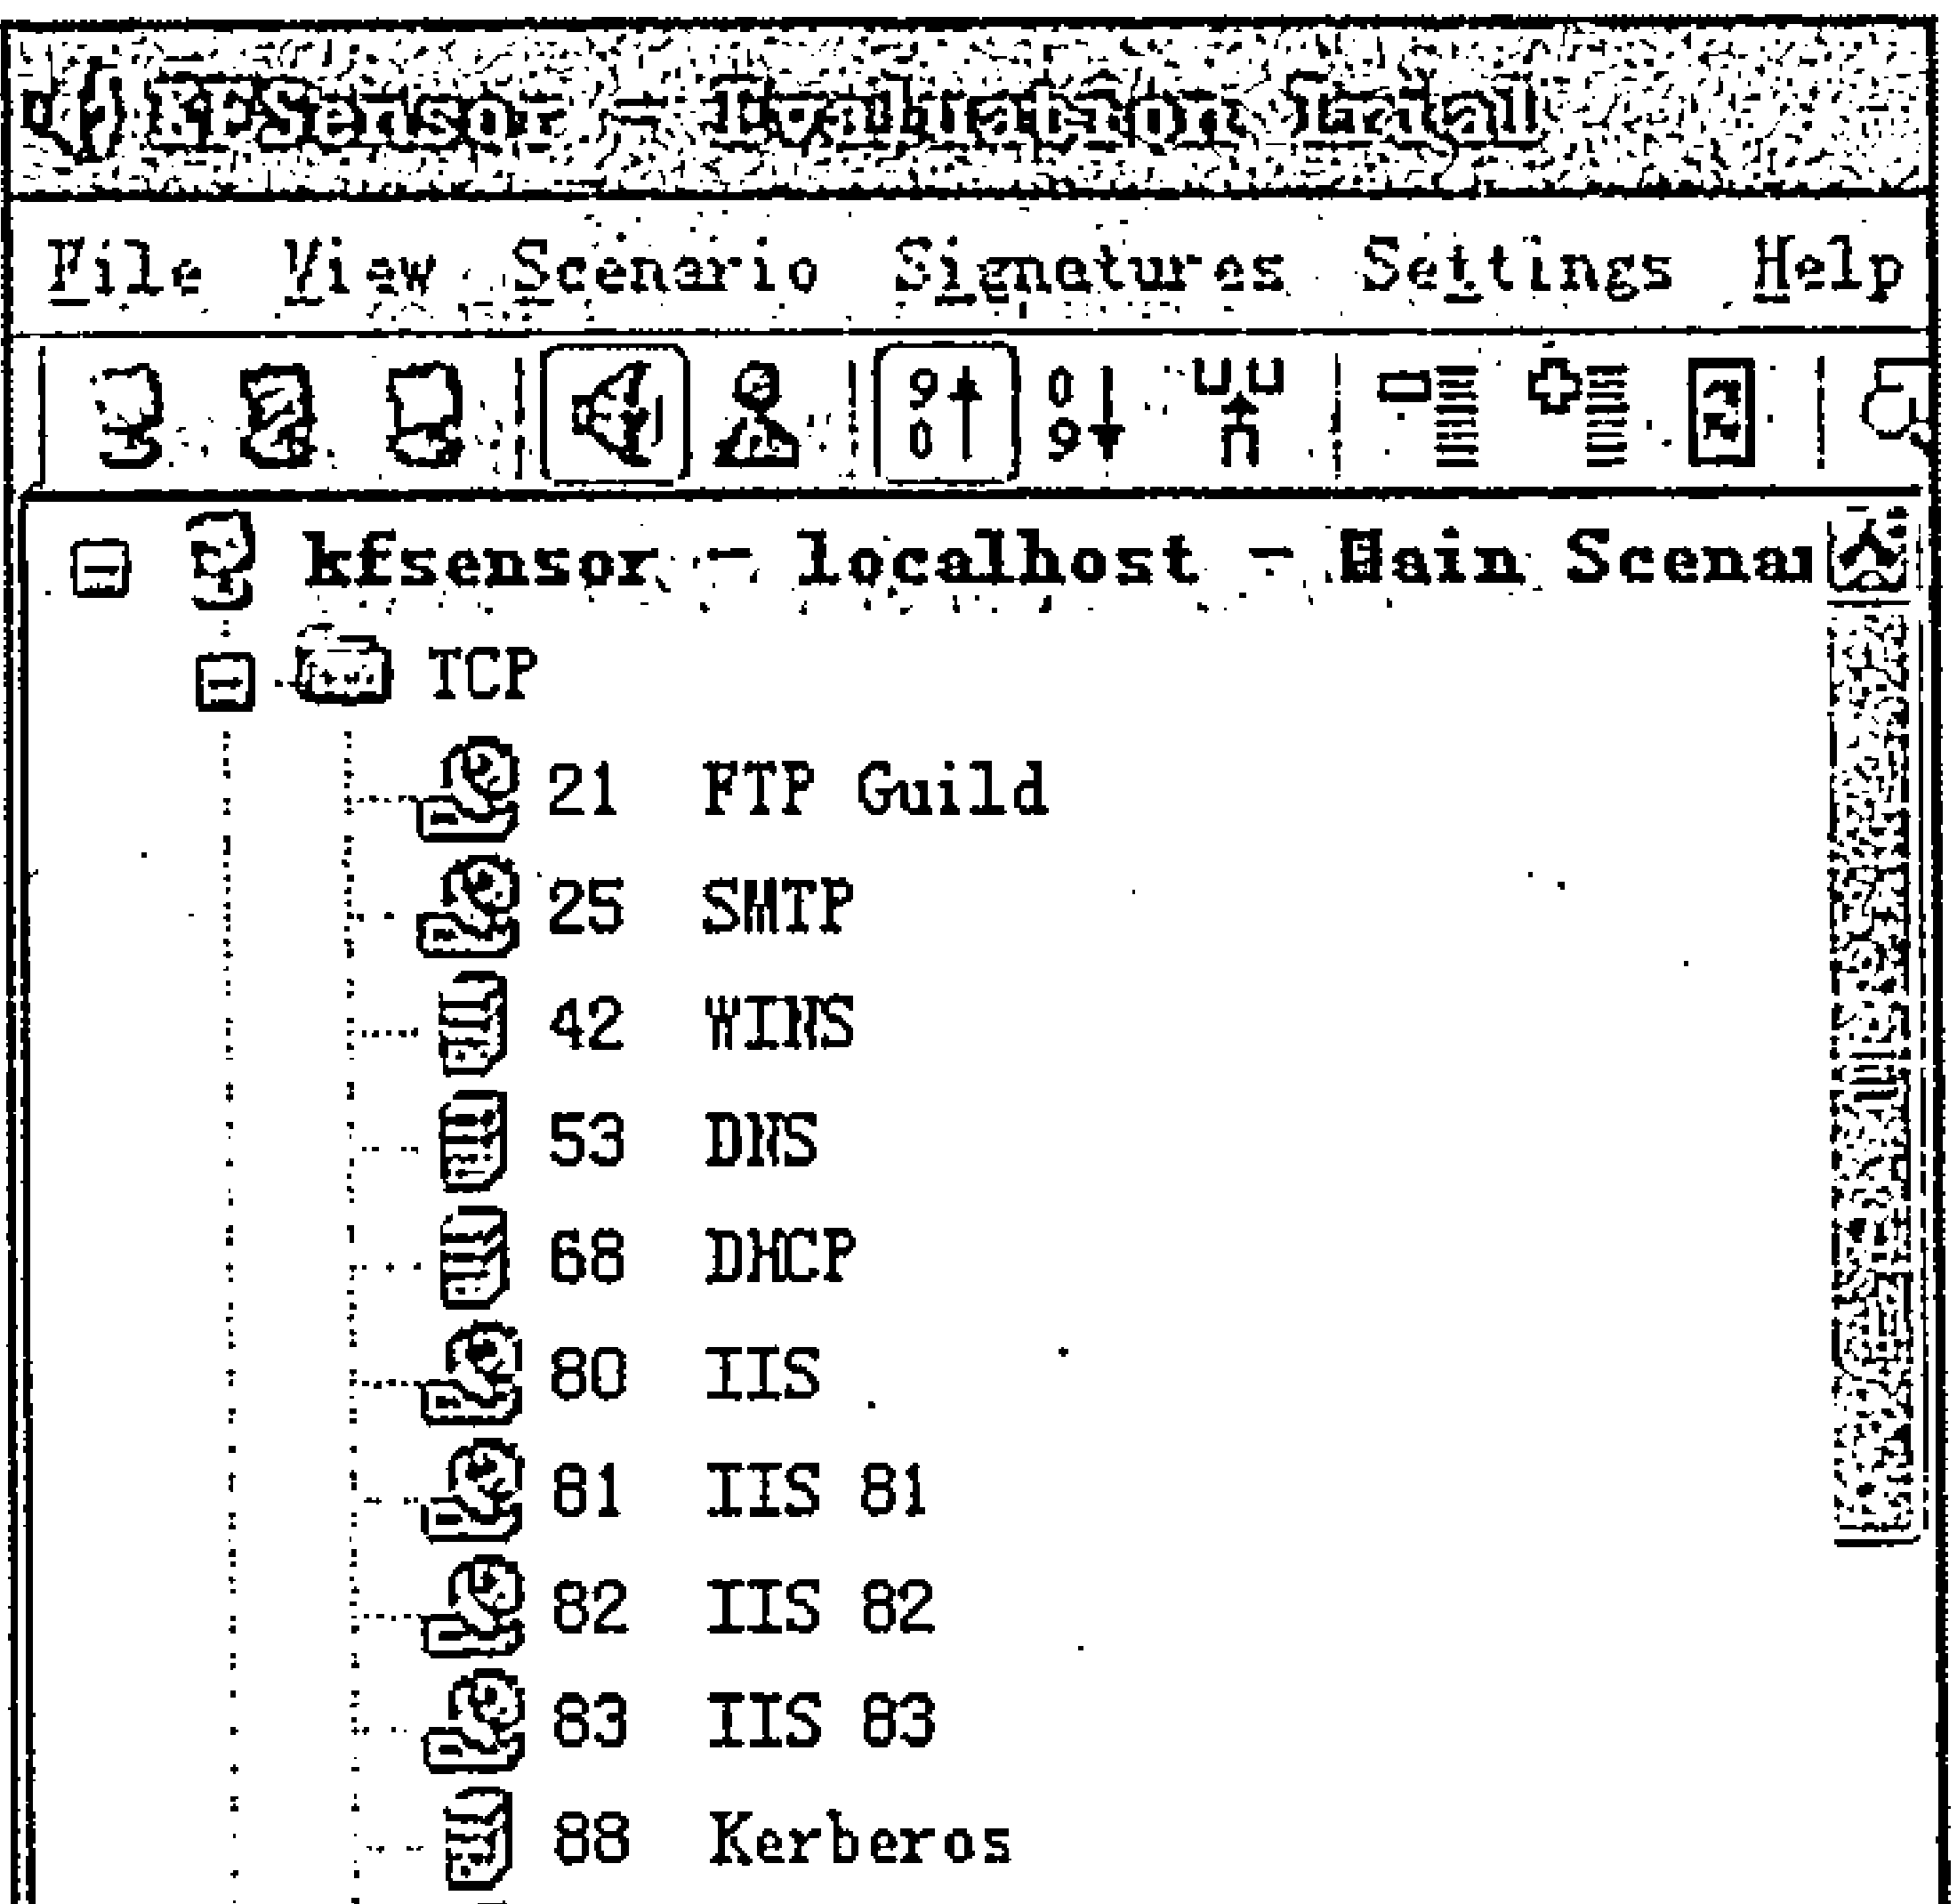 KFSensor - Evaluation Trial
File View Scenario Signatures Settings Help
kfsensor - localhost - Main Scenar
TCP
21 FTP Guild
25 SMTP
42 WINS
53 DNS
68 DHCP
80 IIS
81 IIS 81
82 IIS 82
83 IIS 83
88 Kerberos